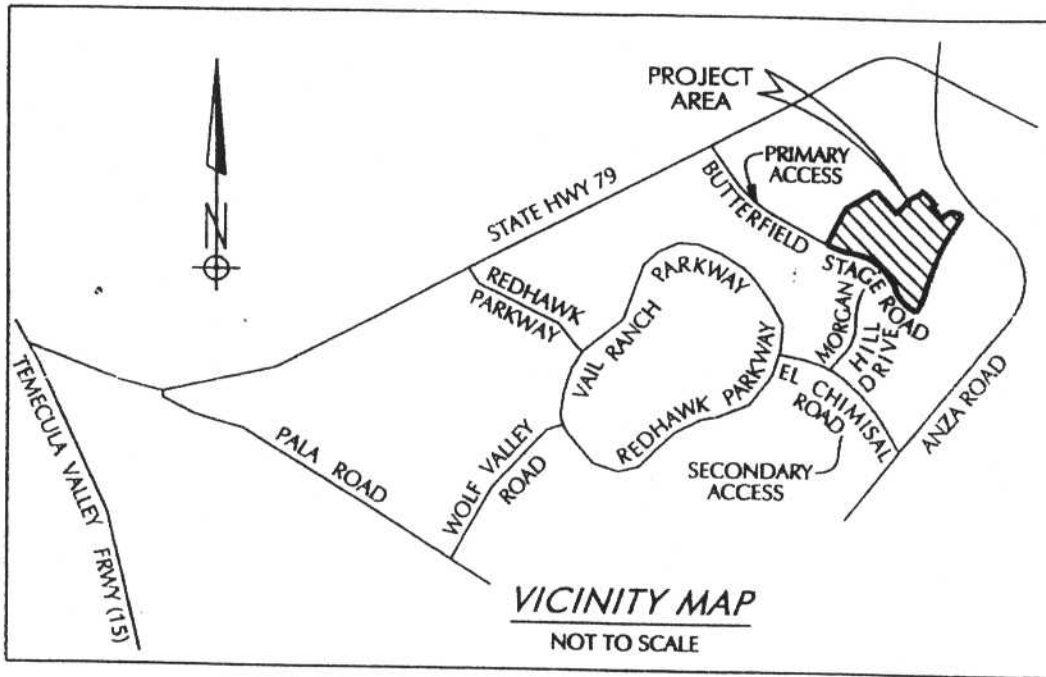 PROJECT
AREA
PRIMARY
ACCESS
STATE HWY 79
BUTTERFIELD
STAGE ROAD
REDHAWK
PARKWAY
VAIL RANCH PARKWAY
MORGAN
HILL
DRIVE
REDHAWK PARKWAY
EL CHIMISAL
ROAD
ANZA ROAD
N
TEMECULA VALLEY FRWY (15)
PALA ROAD
WOLF VALLEY
ROAD
SECONDARY
ACCESS
VICINITY MAP
NOT TO SCALE